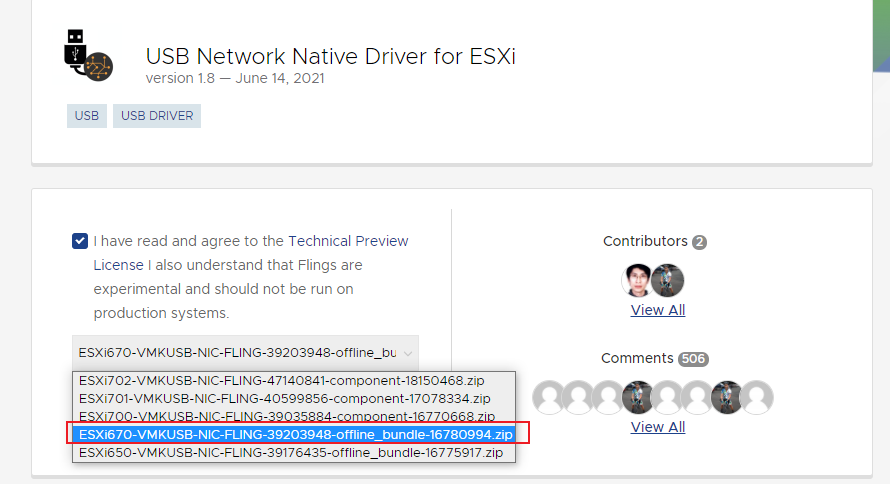 USB Network Native Driver for ESXi
version 1.8 — June 14, 2021
USB
USB DRIVER
I have read and agree to the Technical Preview
License I also understand that Flings are
experimental and should not be run on
production systems.
ESXi670-VMKUSB-NIC-FLING-39203948-offline_bu
ESXi702-VMKUSB-NIC-FLING-47140841-component-18150468.zip
ESXi701-VMKUSB-NIC-FLING-40599856-component-17078334.zip
ESXi700-VMKUSB-NIC-FLING-39035884-component-16770668.zip
ESXi670-VMKUSB-NIC-FLING-39203948-offline_bundle-16780994.zip
ESXi650-VMKUSB-NIC-FLING-39176435-offline_bundle-16775917.zip
Contributors 2
View All
Comments 506
View All